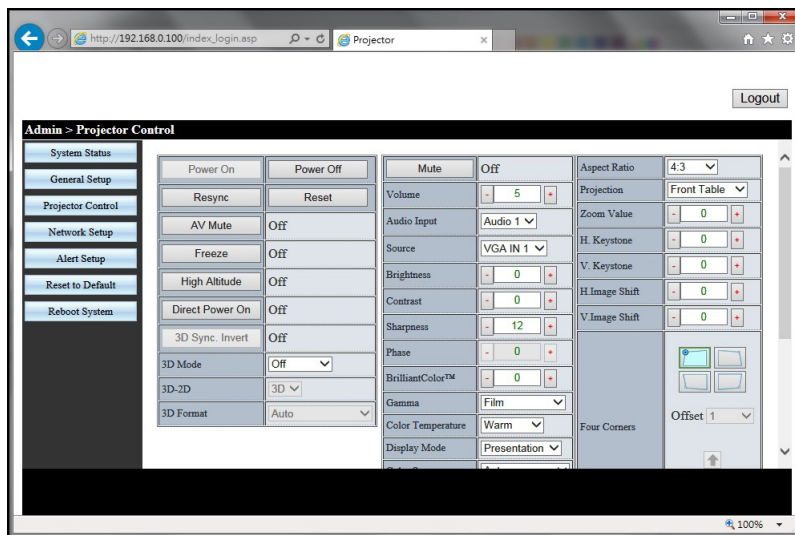 http://192.168.0.100/index_login.asp
Projector
Logout
Admin > Projector Control
System Status
General Setup
Projector Control
Network Setup
Alert Setup
Reset to Default
Reboot System
Power On Power Off
Resync Reset
AV Mute Off
Freeze Off
High Altitude Off
Direct Power On Off
3D Sync. Invert Off
3D Mode Off
3D-2D 3D
3D Format Auto
Mute Off
Volume - 5 +
Audio Input Audio 1
Source VGA IN 1
Brightness - 0 +
Contrast - 0 +
Sharpness - 12 +
Phase - 0 +
BrilliantColor™ - 0 +
Gamma Film
Color Temperature Warm
Display Mode Presentation
Aspect Ratio 4:3
Projection Front Table
Zoom Value - 0 +
H. Keystone - 0 +
V. Keystone - 0 +
H.Image Shift - 0 +
V.Image Shift - 0 +
Four Corners
Offset 1
100%